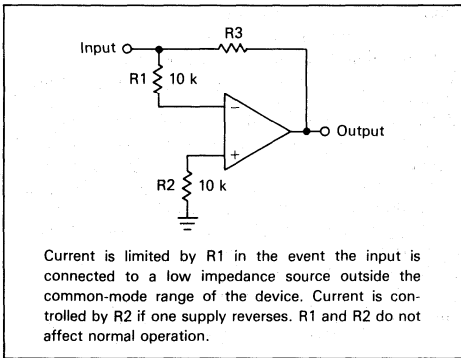 R3
Input
R1 10 k
−
Output
+
R2 10 k
Current is limited by R1 in the event the input is
connected to a low impedance source outside the
common-mode range of the device. Current is con-
trolled by R2 if one supply reverses. R1 and R2 do not
affect normal operation.